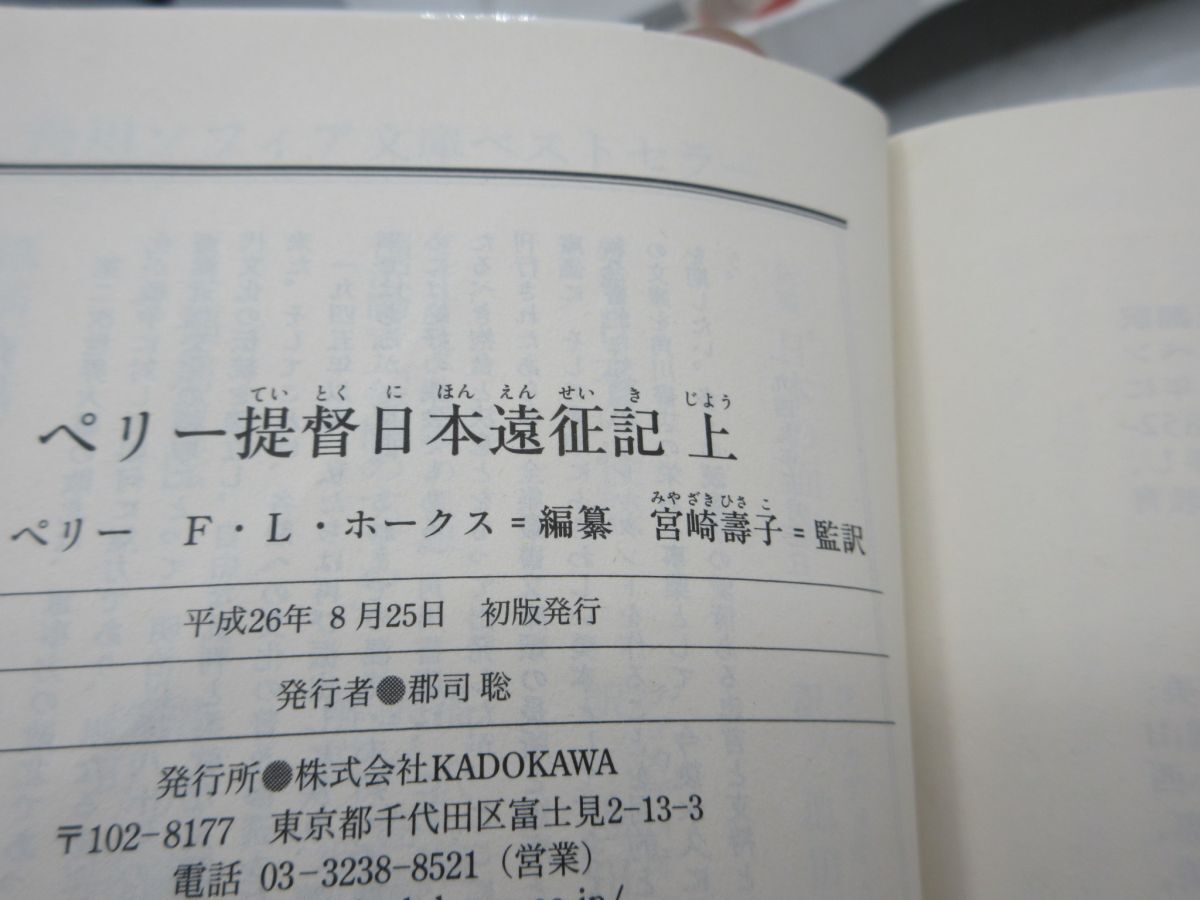 てい とく に ほん えん せい き じよう
ペリー提督日本遠征記 上
みや ざき ひさ こ
ペリー F・L・ホークス=編纂 宮崎壽子=監訳
平成26年 8月25日 初版発行
発行者●郡司 聡
発行所●株式会社KADOKAWA
〒102-8177 東京都千代田区富士見2-13-3
電話 03-3238-8521（営業）